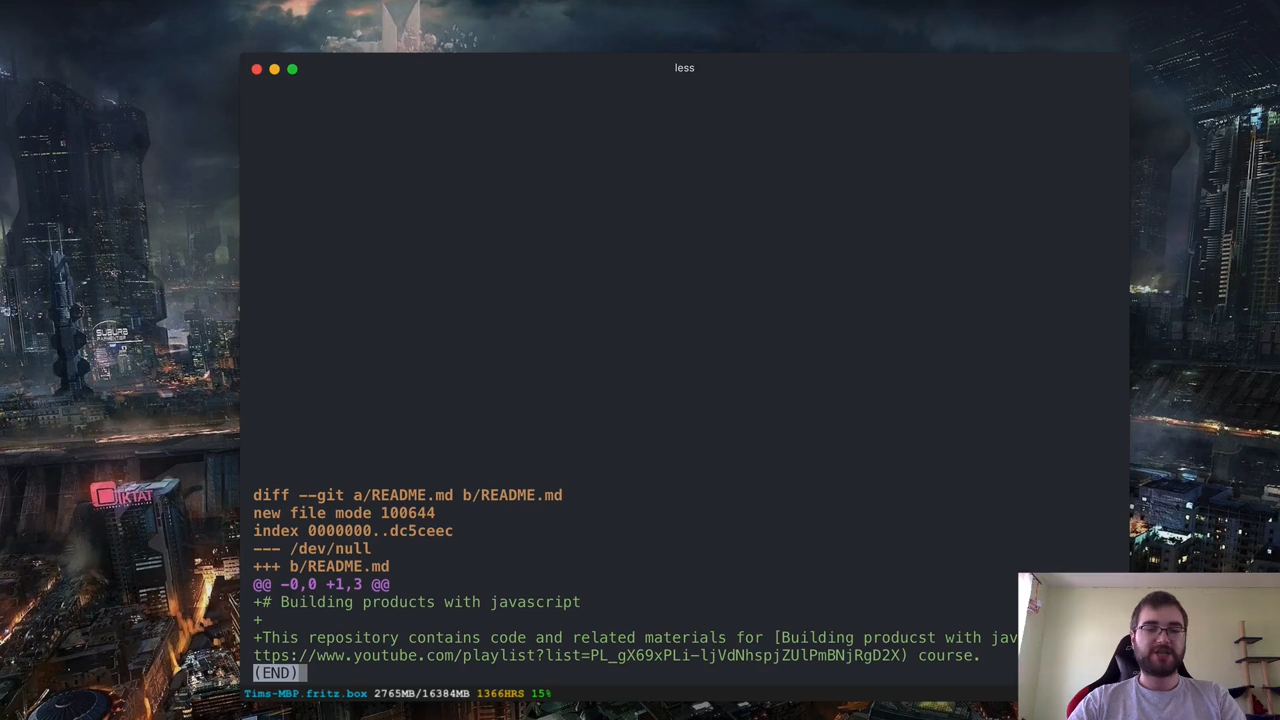 less
SUBURB
IKTAT
diff --git a/README.md b/README.md
new file mode 100644
index 0000000..dc5ceec
--- /dev/null
+++ b/README.md
@@ -0,0 +1,3 @@
+# Building products with javascript
+
+This repository contains code and related materials for [Building producst with jav
ttps://www.youtube.com/playlist?list=PL_gX69xPLi-ljVdNhspjZUlPmBNjRgD2X) course.
(END)
Tims-MBP.fritz.box 2765MB/16384MB 1366HRS 15%